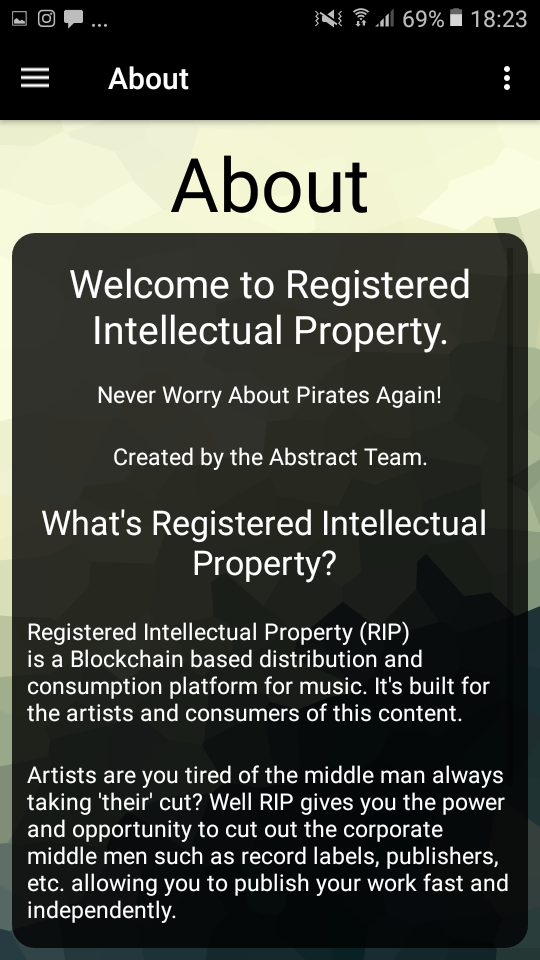 ... 69% 18:23
About
About
Welcome to Registered
Intellectual Property.
Never Worry About Pirates Again!
Created by the Abstract Team.
What's Registered Intellectual
Property?
Registered Intellectual Property (RIP)
is a Blockchain based distribution and
consumption platform for music. It's built for
the artists and consumers of this content.
Artists are you tired of the middle man always
taking 'their' cut? Well RIP gives you the power
and opportunity to cut out the corporate
middle men such as record labels, publishers,
etc. allowing you to publish your work fast and
independently.